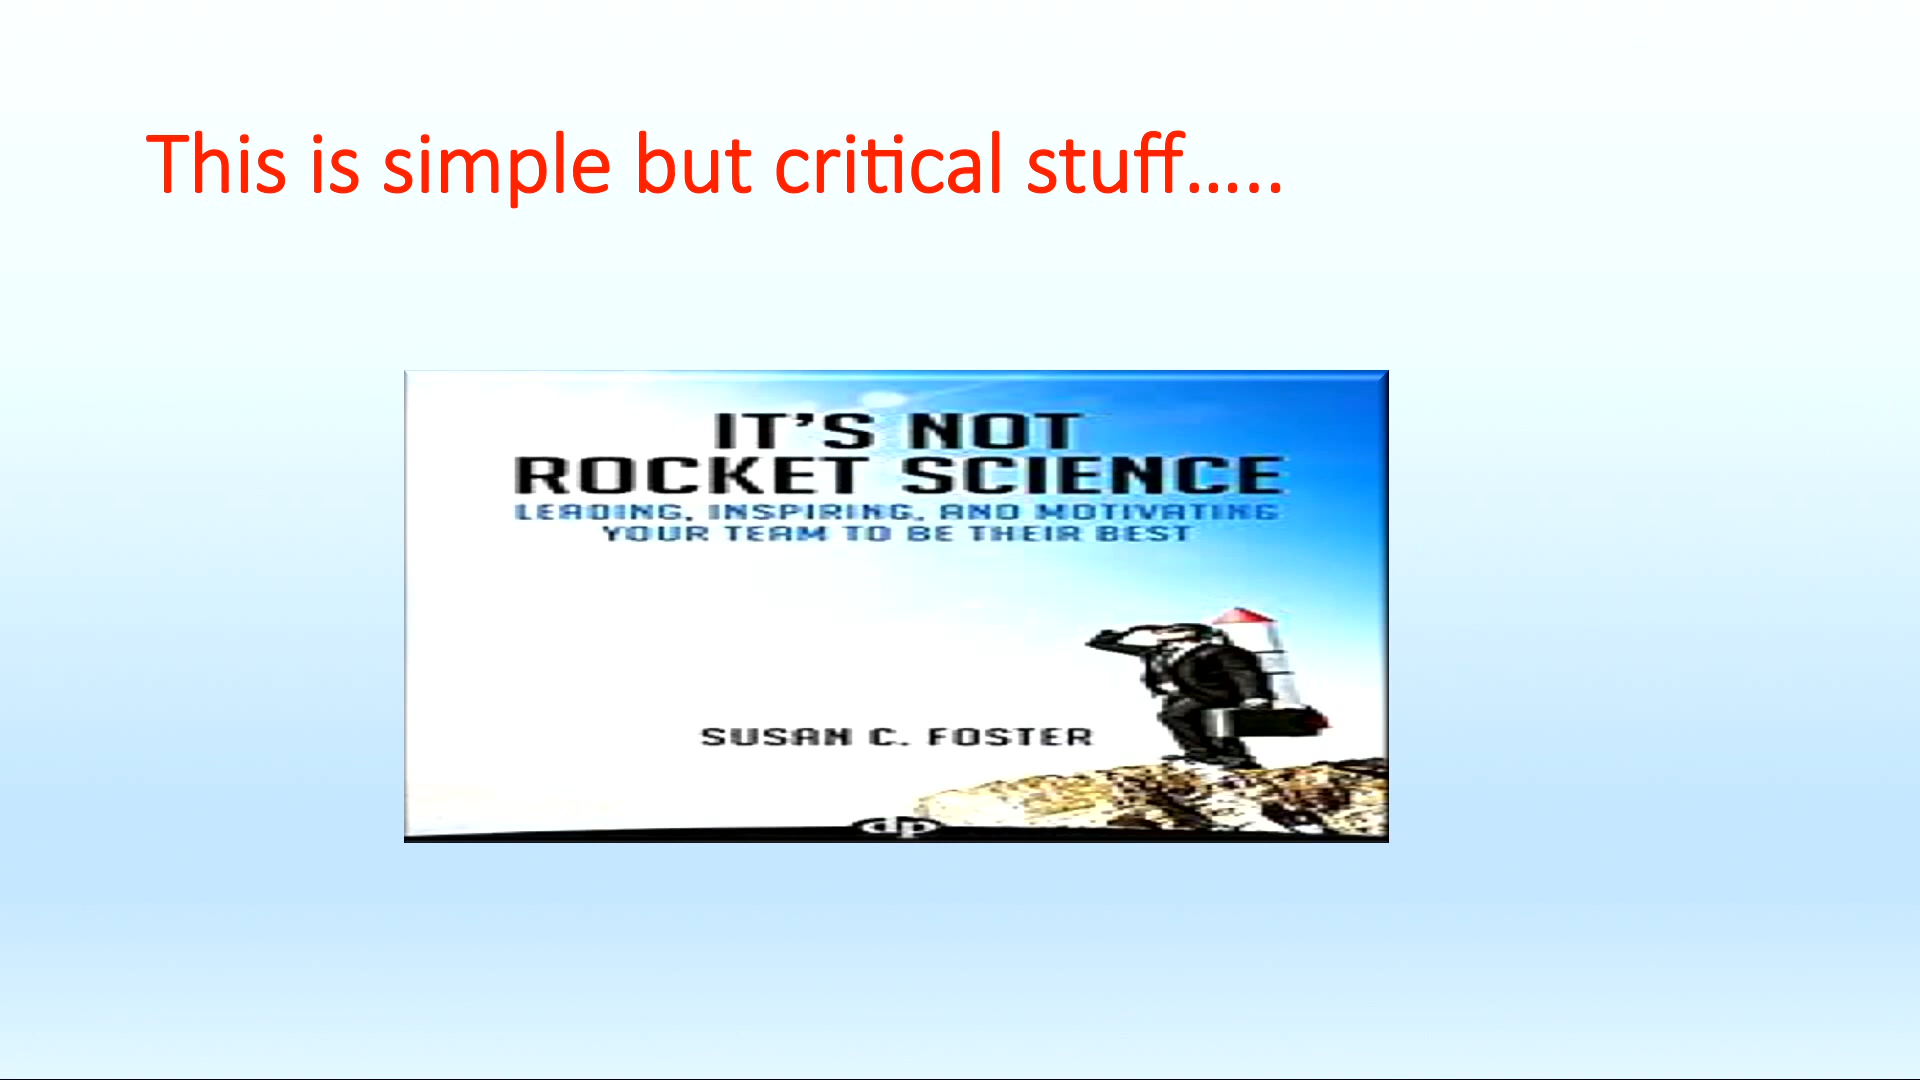 This is simple but critical stuff…..
IT'S NOT
ROCKET SCIENCE
LEADING, INSPIRING, AND MOTIVATING
YOUR TEAM TO BE THEIR BEST
SUSAN C. FOSTER
dp